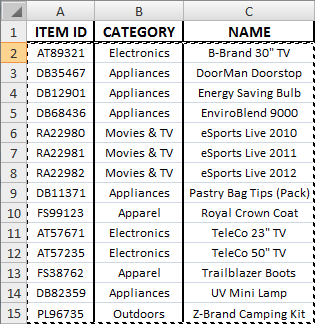 A B C
1 ITEM ID CATEGORY NAME
2 AT89321 Electronics B-Brand 30" TV
3 DB35467 Appliances DoorMan Doorstop
4 DB12901 Appliances Energy Saving Bulb
5 DB68436 Appliances EnviroBlend 9000
6 RA22980 Movies & TV eSports Live 2010
7 RA22981 Movies & TV eSports Live 2011
8 RA22982 Movies & TV eSports Live 2012
9 DB11371 Appliances Pastry Bag Tips (Pack)
10 FS99123 Apparel Royal Crown Coat
11 AT57671 Electronics TeleCo 23" TV
12 AT57235 Electronics TeleCo 50" TV
13 FS38762 Apparel Trailblazer Boots
14 DB82359 Appliances UV Mini Lamp
15 PL96735 Outdoors Z-Brand Camping Kit